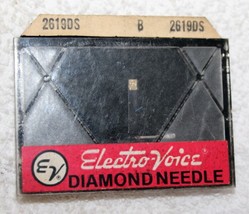 2619DS B 2619DS
EV Electro-Voice
DIAMOND NEEDLE